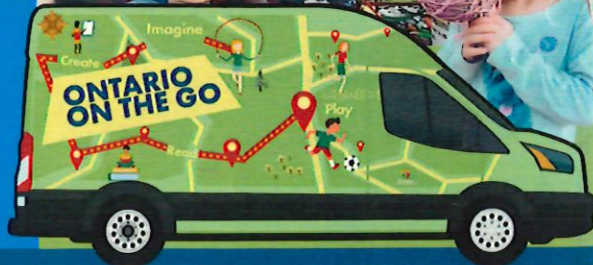 Imagine
Create
ONTARIO
ON THE GO
Play
Read